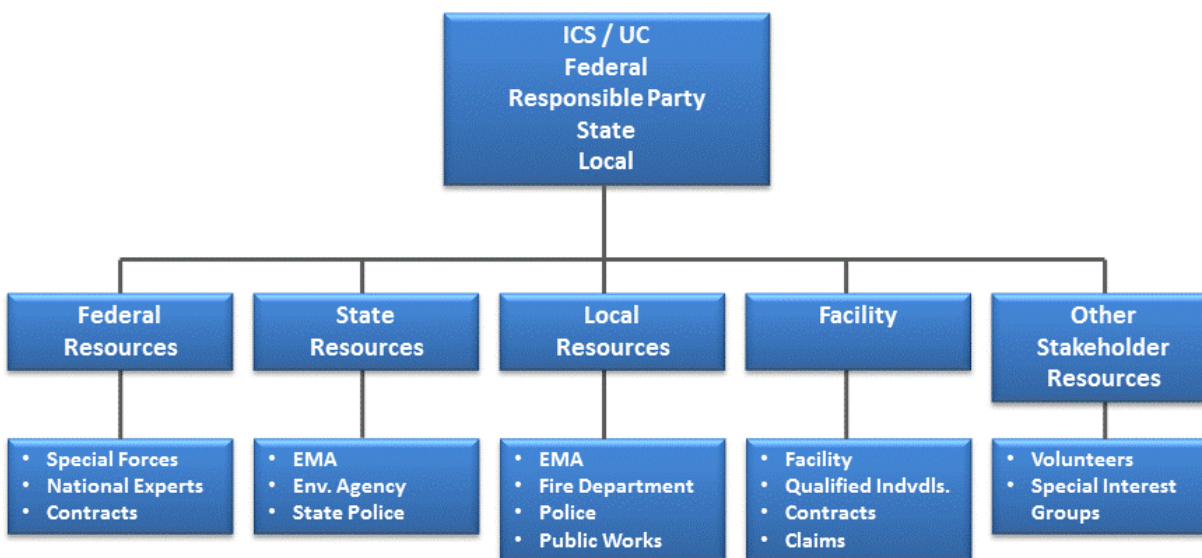 ICS / UC
Federal
Responsible Party
State
Local
Federal
Resources
State
Resources
Local
Resources
Facility
Other
Stakeholder
Resources
• Special Forces
• National Experts
• Contracts
• EMA
• Env. Agency
• State Police
• EMA
• Fire Department
• Police
• Public Works
• Facility
• Qualified Indvdls.
• Contracts
• Claims
• Volunteers
• Special Interest
Groups